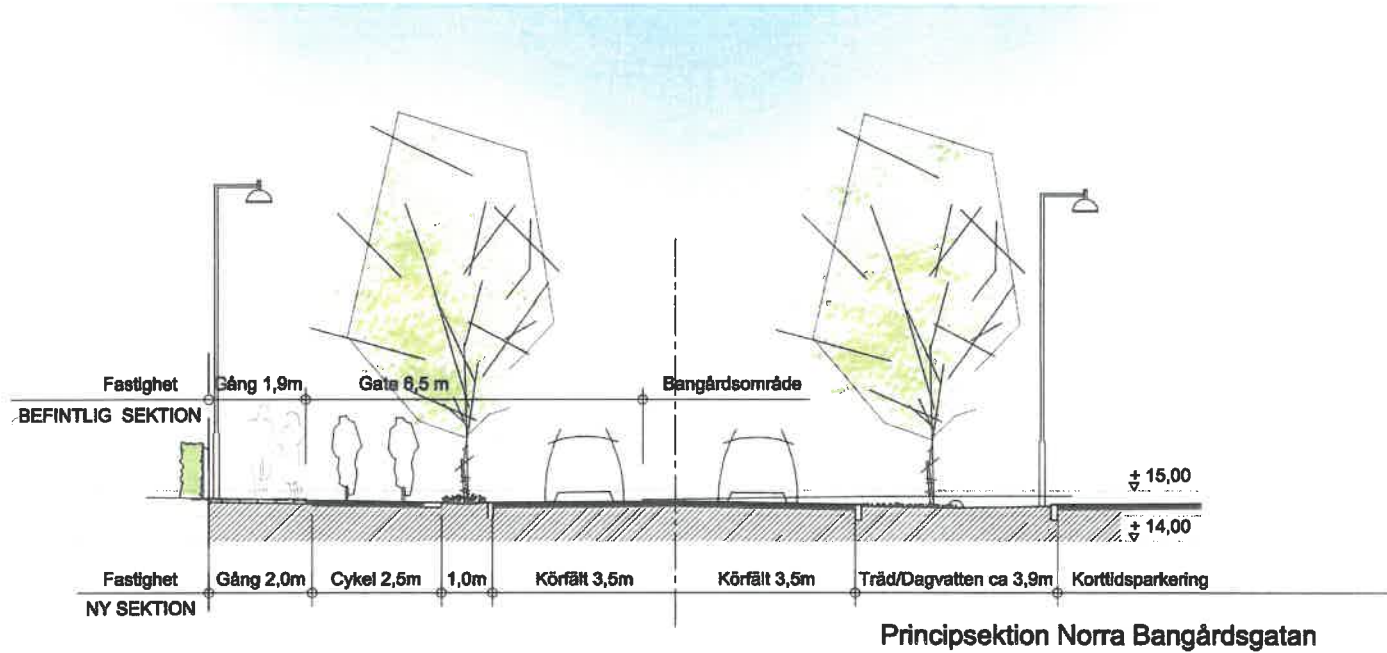 Fastighet Gång 1,9m Gata 6,5 m Bangårdsområde
BEFINTLIG SEKTION
+ 15,00
+ 14,00
Fastighet Gång 2,0m Cykel 2,5m 1,0m Körfält 3,5m Körfält 3,5m Träd/Dagvatten ca 3,9m Korttidsparkering
NY SEKTION
Principsektion Norra Bangårdsgatan